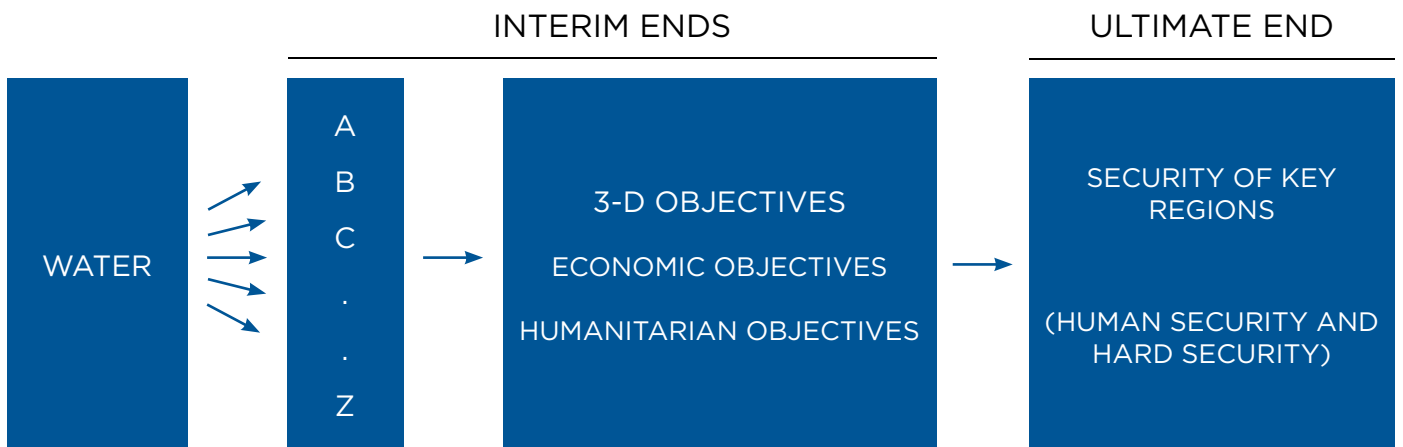 INTERIM ENDS
ULTIMATE END
WATER
A
B
C
.
.
Z
3-D OBJECTIVES
ECONOMIC OBJECTIVES
HUMANITARIAN OBJECTIVES
SECURITY OF KEY
REGIONS
(HUMAN SECURITY AND
HARD SECURITY)